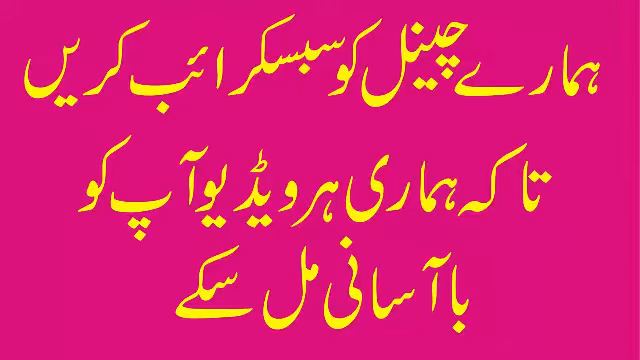 ہمارے چینل کو سبسکرائب کریں
تاکہ ہماری ہر ویڈیو آپ کو
باآسانی مل سکے